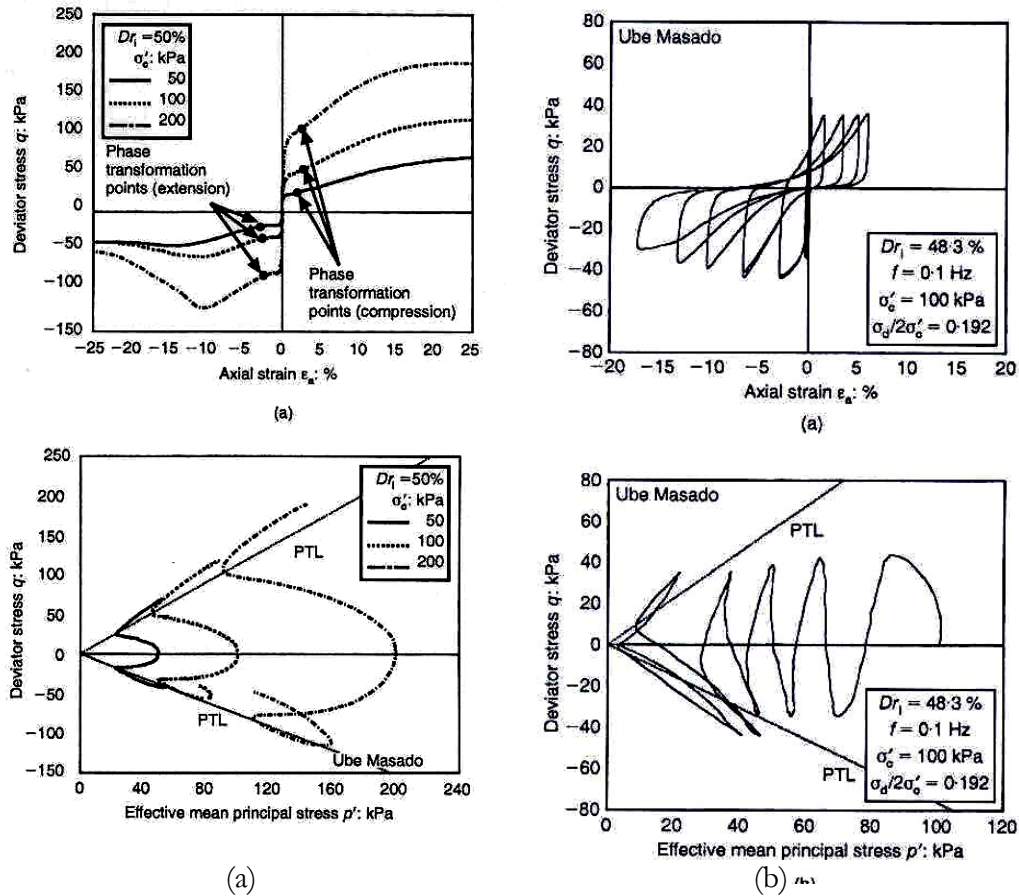 (a)
250
200
150
100
50
0
−50
−100
−150
Deviator stress q: kPa
Dri =50%
σ'c: kPa
50
100
200
Phase
transformation
points (extension)
Phase
transformation
points (compression)
−25 −20 −15 −10 −5 0 5 10 15 20 25
Axial strain εa: %
(a)
(a)
80
60
40
20
0
−20
−40
−60
−80
Deviator stress q: kPa
Ube Masado
Dri = 48·3 %
f = 0·1 Hz
σ'c = 100 kPa
σd/2σ'c = 0·192
−20 −15 −10 −5 0 5 10 15 20
Axial strain εa: %
(a)
250
200
150
100
50
0
−50
−100
−150
Deviator stress q: kPa
Dri =50%
σ'c: kPa
50
100
200
PTL
PTL
Ube Masado
0 40 80 120 160 200 240
Effective mean principal stress p': kPa
(a)
80
60
40
20
0
−20
−40
−60
−80
Deviator stress q: kPa
Ube Masado
PTL
PTL
Dri = 48·3 %
f = 0·1 Hz
σ'c = 100 kPa
σd/2σ'c = 0·192
0 20 40 60 80 100 120
Effective mean principal stress p': kPa
(b)